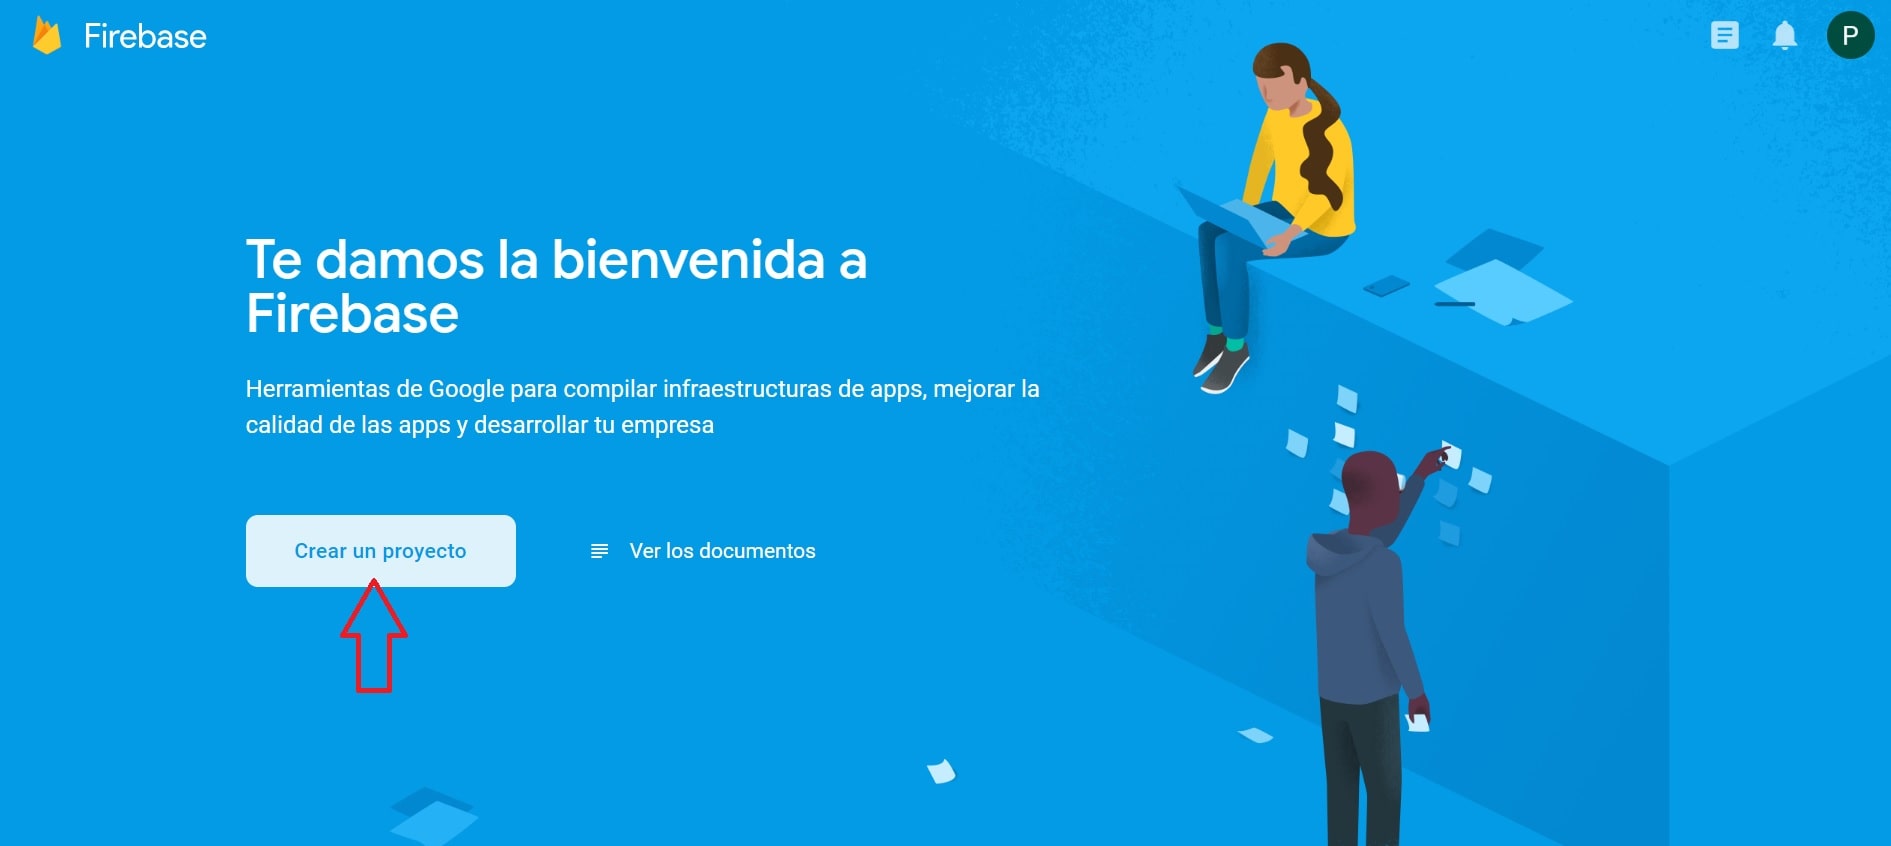 Firebase
P
Te damos la bienvenida a
Firebase
Herramientas de Google para compilar infraestructuras de apps, mejorar la
calidad de las apps y desarrollar tu empresa
Crear un proyecto
Ver los documentos